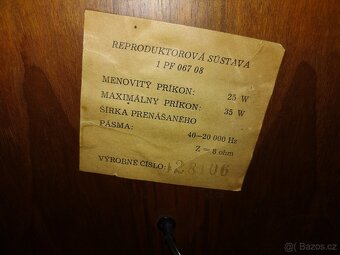 REPRODUKTOROVÁ SÚSTAVA
1 PF 067 08
MENOVITÝ PRÍKON: 25 W
MAXIMÁLNY PRÍKON: 35 W
ŠÍRKA PRENÁŠANÉHO
PÁSMA: 40–20 000 Hz
Z – 8 ohm
VÝROBNÉ ČÍSLO: 428106
Bazos.cz